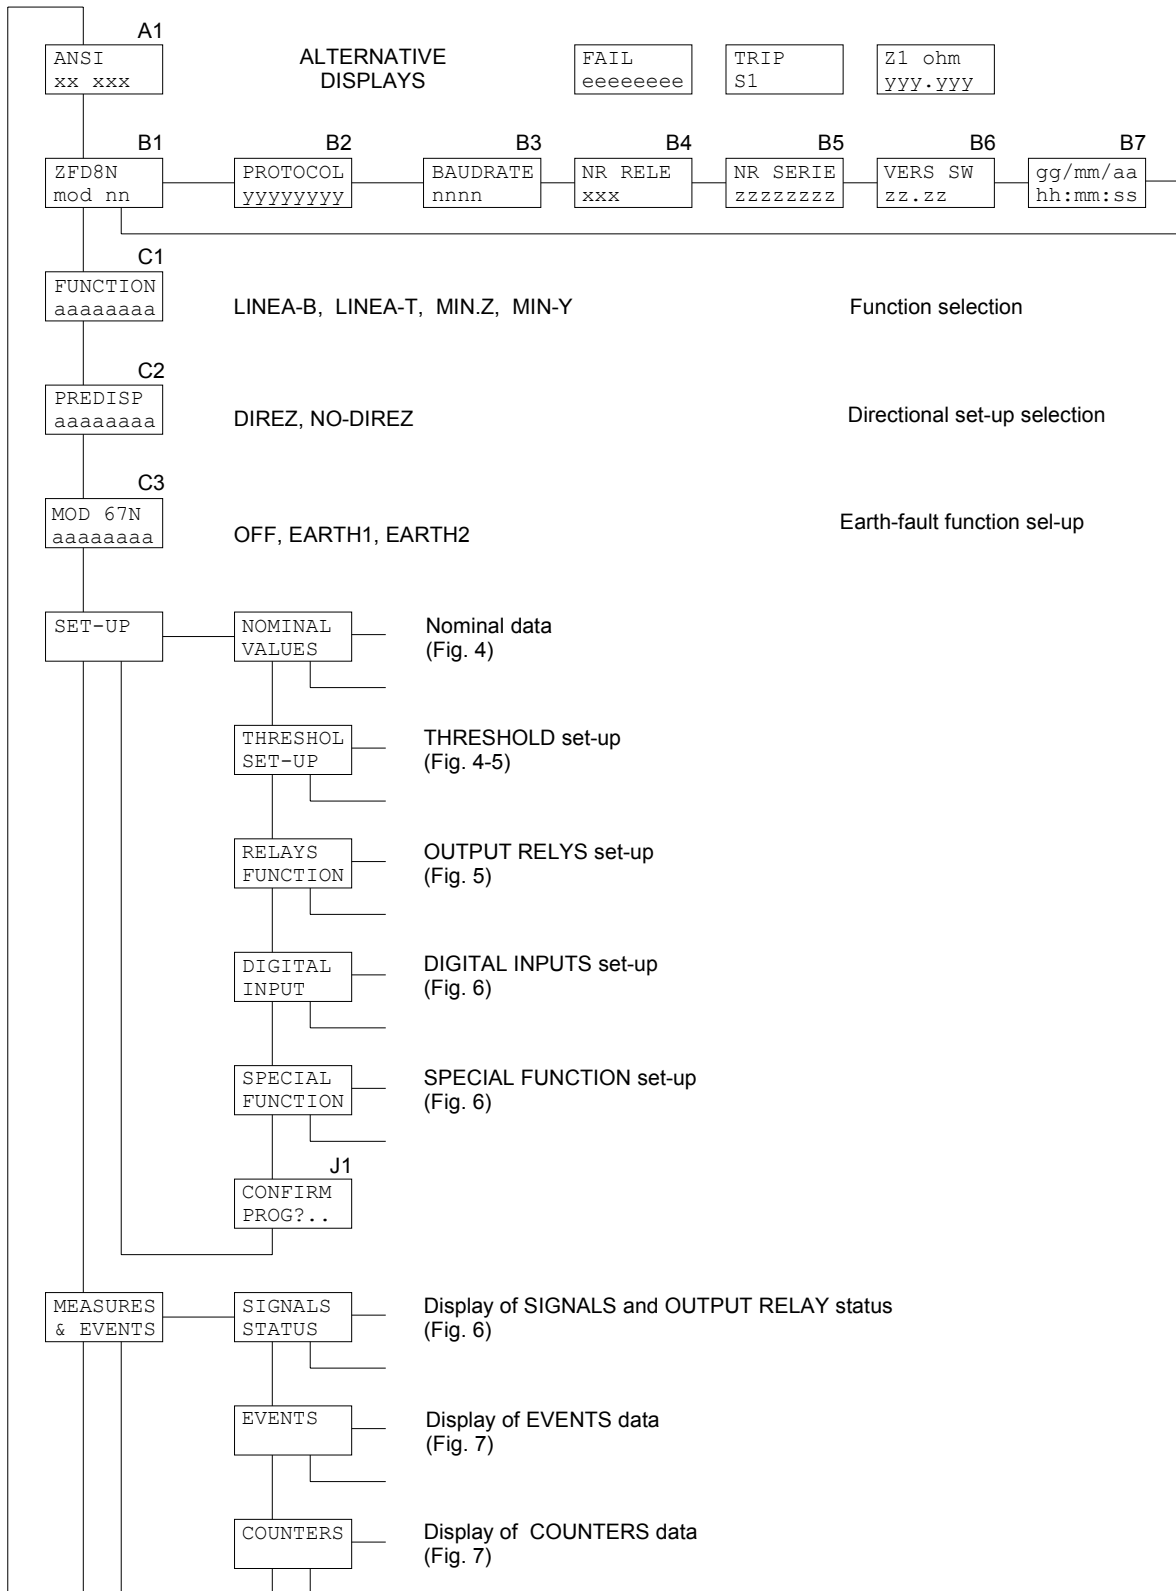 A1
ANSI
xx xxx
ALTERNATIVE
DISPLAYS
FAIL
eeeeeeee
TRIP
S1
Z1 ohm
yyy.yyy
B1
ZFD8N
mod nn
B2
PROTOCOL
yyyyyyyy
B3
BAUDRATE
nnnn
B4
NR RELE
xxx
B5
NR SERIE
zzzzzzzz
B6
VERS SW
zz.zz
B7
gg/mm/aa
hh:mm:ss
C1
FUNCTION
aaaaaaaa
LINEA-B, LINEA-T, MIN.Z, MIN-Y
Function selection
C2
PREDISP
aaaaaaaa
DIREZ, NO-DIREZ
Directional set-up selection
C3
MOD 67N
aaaaaaaa
OFF, EARTH1, EARTH2
Earth-fault function sel-up
SET-UP
NOMINAL
VALUES
Nominal data
(Fig. 4)
THRESHOL
SET-UP
THRESHOLD set-up
(Fig. 4-5)
RELAYS
FUNCTION
OUTPUT RELYS set-up
(Fig. 5)
DIGITAL
INPUT
DIGITAL INPUTS set-up
(Fig. 6)
SPECIAL
FUNCTION
SPECIAL FUNCTION set-up
(Fig. 6)
J1
CONFIRM
PROG?..
MEASURES
& EVENTS
SIGNALS
STATUS
Display of SIGNALS and OUTPUT RELAY status
(Fig. 6)
EVENTS
Display of EVENTS data
(Fig. 7)
COUNTERS
Display of COUNTERS data
(Fig. 7)